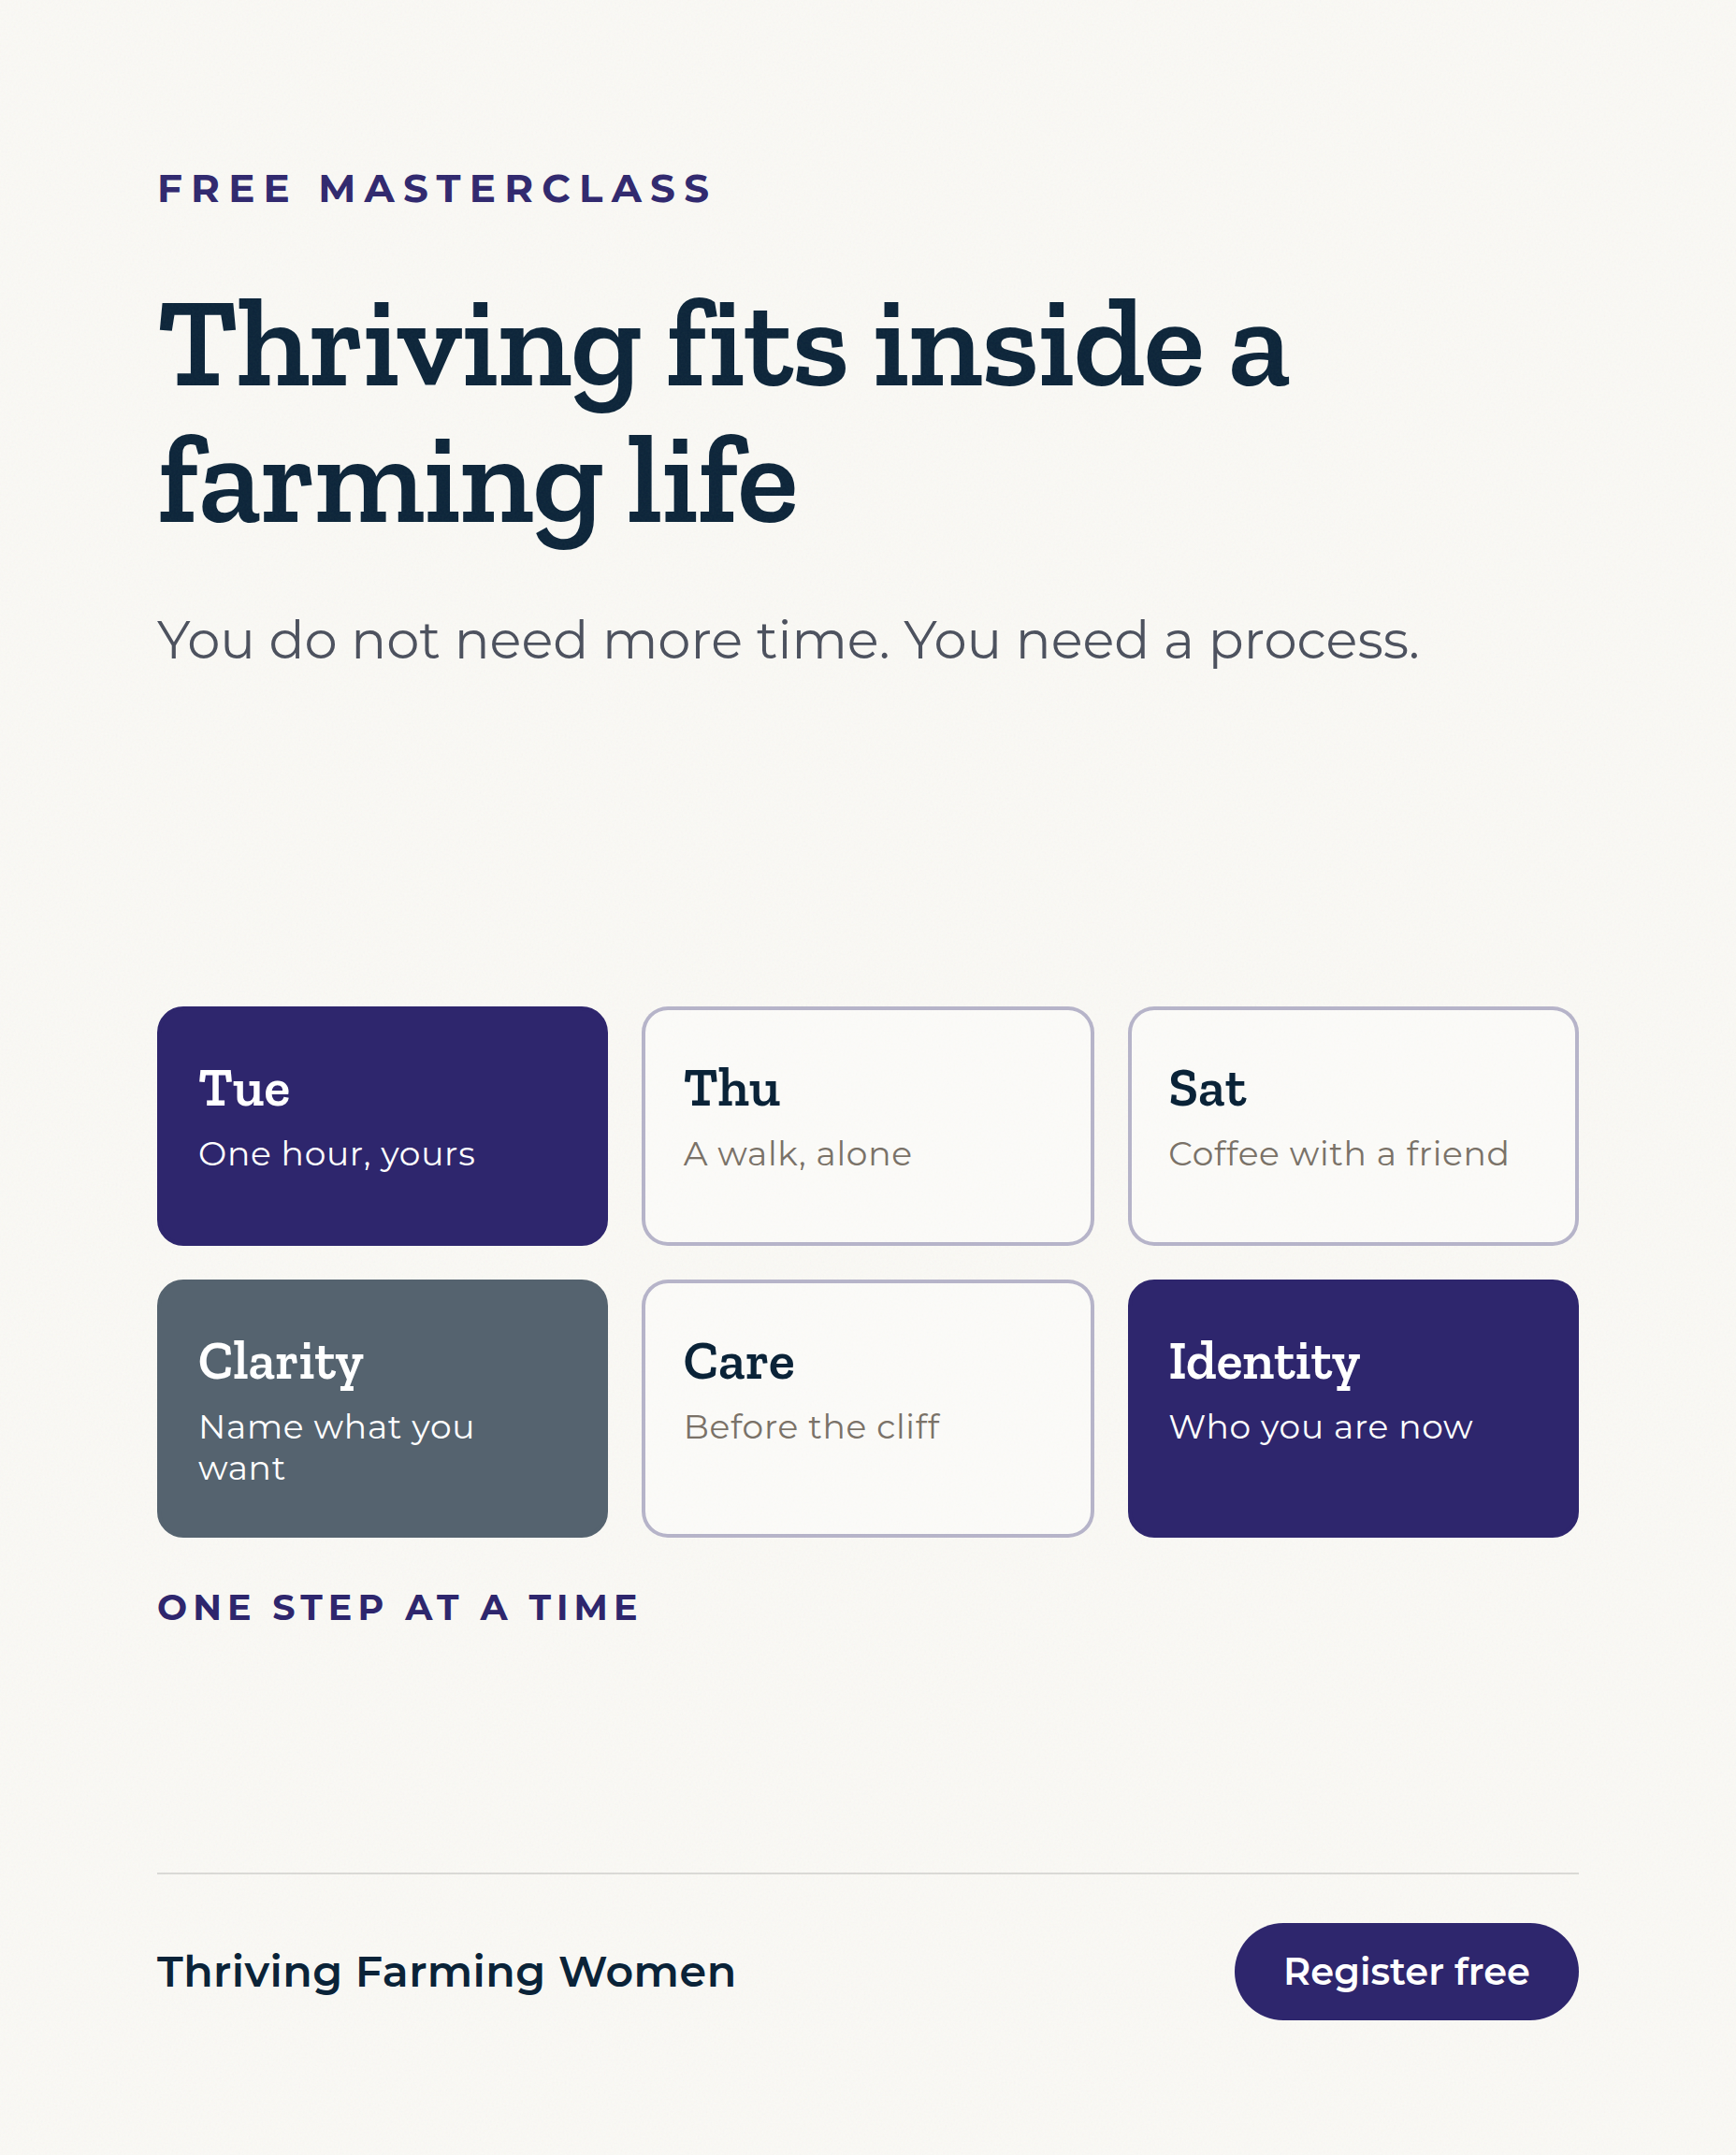 FREE MASTERCLASS
Thriving fits inside a
farming life
You do not need more time. You need a process.
Tue
One hour, yours
Thu
A walk, alone
Sat
Coffee with a friend
Clarity
Name what you
want
Care
Before the cliff
Identity
Who you are now
ONE STEP AT A TIME
Thriving Farming Women
Register free